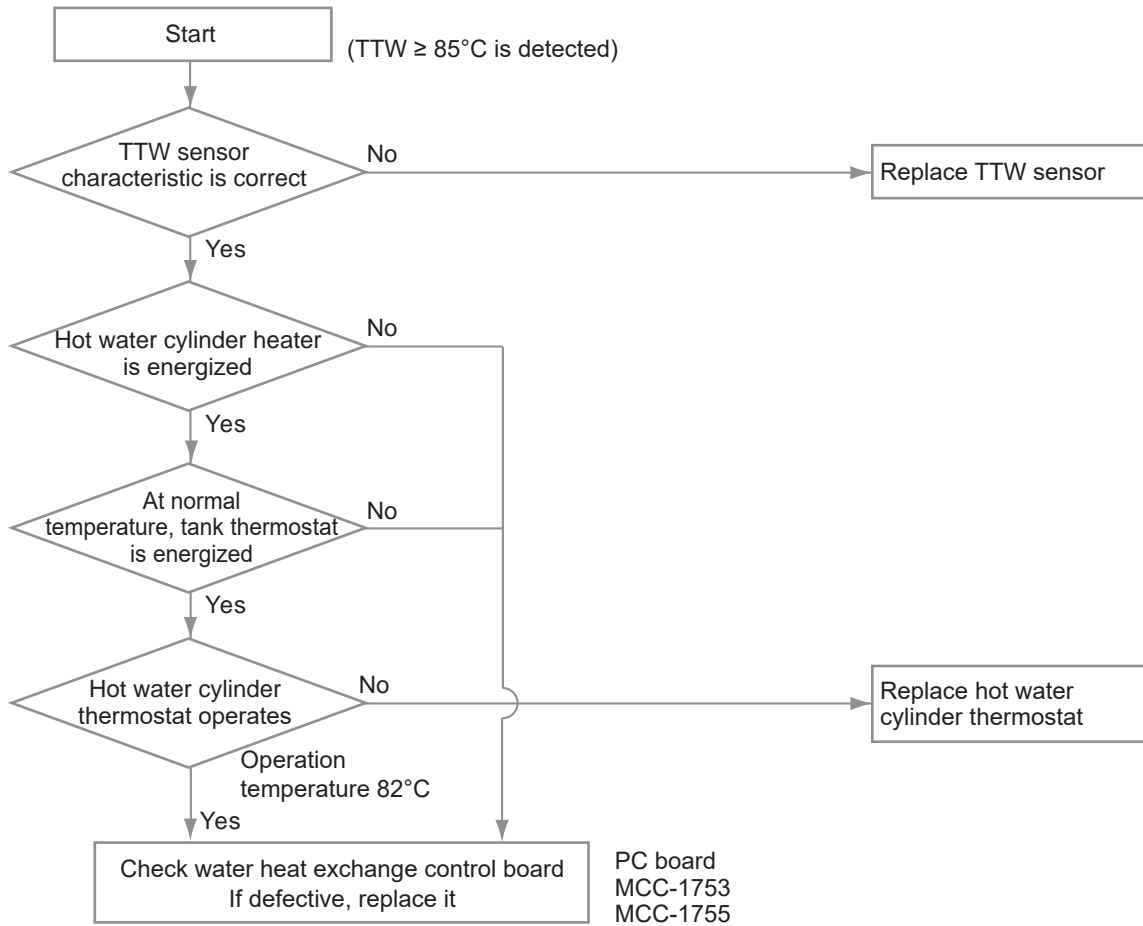 Start
(TTW ≥ 85°C is detected)
TTW sensor
characteristic is correct
No
Replace TTW sensor
Yes
Hot water cylinder heater
is energized
No
Yes
At normal
temperature, tank thermostat
is energized
No
Yes
Hot water cylinder
thermostat operates
No
Replace hot water
cylinder thermostat
Operation
temperature 82°C
Yes
Check water heat exchange control board
If defective, replace it
PC board
MCC-1753
MCC-1755